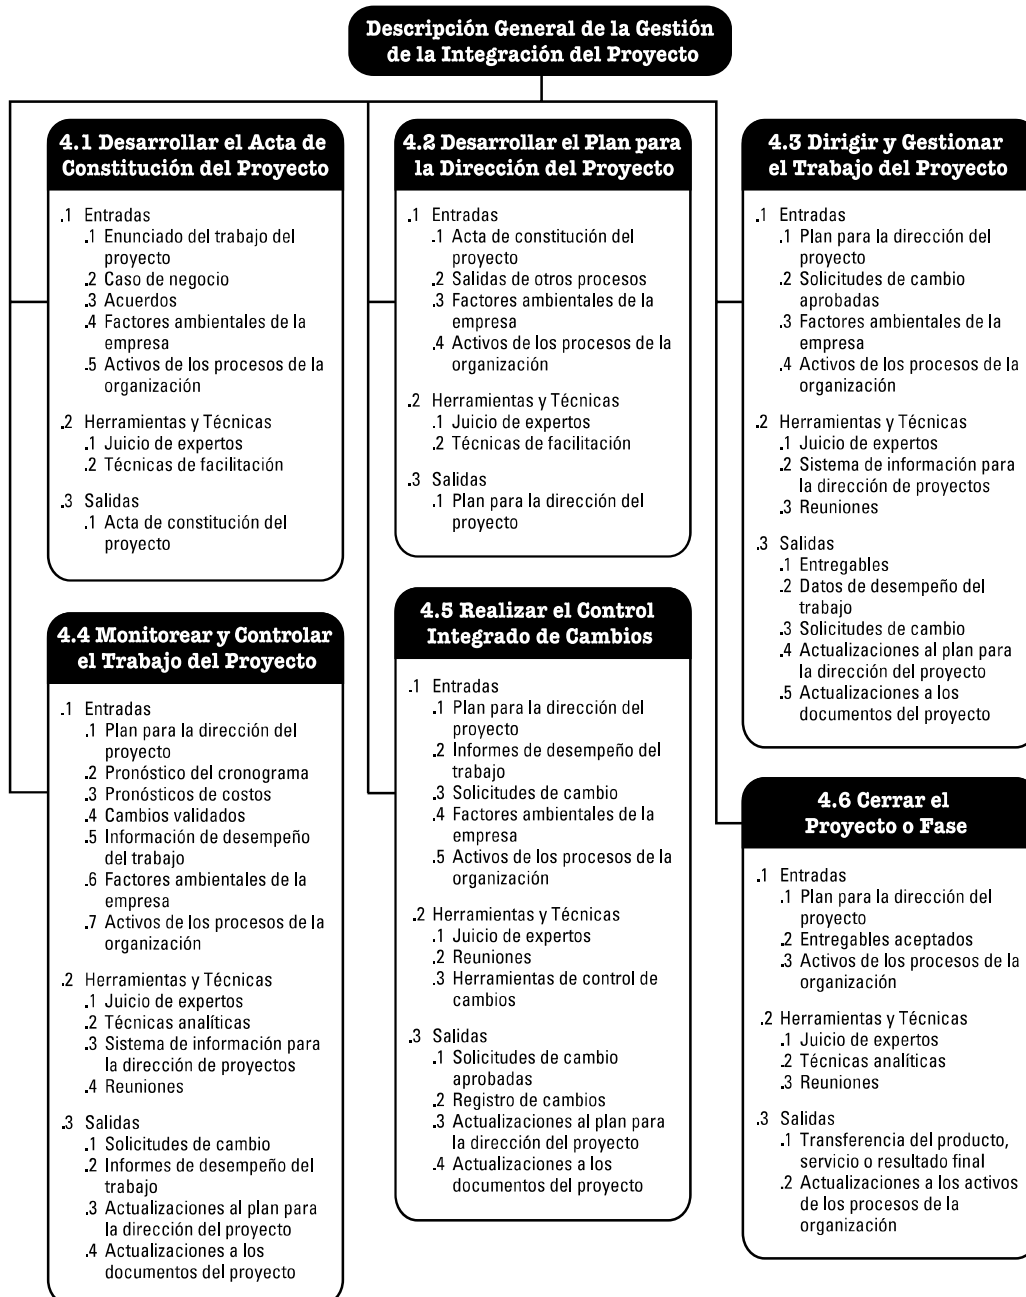 Descripción General de la Gestión
de la Integración del Proyecto
4.1 Desarrollar el Acta de
Constitución del Proyecto
.1 Entradas
.1 Enunciado del trabajo del
proyecto
.2 Caso de negocio
.3 Acuerdos
.4 Factores ambientales de la
empresa
.5 Activos de los procesos de la
organización
.2 Herramientas y Técnicas
.1 Juicio de expertos
.2 Técnicas de facilitación
.3 Salidas
.1 Acta de constitución del
proyecto
4.2 Desarrollar el Plan para
la Dirección del Proyecto
.1 Entradas
.1 Acta de constitución del
proyecto
.2 Salidas de otros procesos
.3 Factores ambientales de la
empresa
.4 Activos de los procesos de la
organización
.2 Herramientas y Técnicas
.1 Juicio de expertos
.2 Técnicas de facilitación
.3 Salidas
.1 Plan para la dirección del
proyecto
4.3 Dirigir y Gestionar
el Trabajo del Proyecto
.1 Entradas
.1 Plan para la dirección del
proyecto
.2 Solicitudes de cambio
aprobadas
.3 Factores ambientales de la
empresa
.4 Activos de los procesos de la
organización
.2 Herramientas y Técnicas
.1 Juicio de expertos
.2 Sistema de información para
la dirección de proyectos
.3 Reuniones
.3 Salidas
.1 Entregables
.2 Datos de desempeño del
trabajo
.3 Solicitudes de cambio
.4 Actualizaciones al plan para
la dirección del proyecto
.5 Actualizaciones a los
documentos del proyecto
4.4 Monitorear y Controlar
el Trabajo del Proyecto
.1 Entradas
.1 Plan para la dirección del
proyecto
.2 Pronóstico del cronograma
.3 Pronósticos de costos
.4 Cambios validados
.5 Información de desempeño
del trabajo
.6 Factores ambientales de la
empresa
.7 Activos de los procesos de la
organización
.2 Herramientas y Técnicas
.1 Juicio de expertos
.2 Técnicas analíticas
.3 Sistema de información para
la dirección de proyectos
.4 Reuniones
.3 Salidas
.1 Solicitudes de cambio
.2 Informes de desempeño del
trabajo
.3 Actualizaciones al plan para
la dirección del proyecto
.4 Actualizaciones a los
documentos del proyecto
4.5 Realizar el Control
Integrado de Cambios
.1 Entradas
.1 Plan para la dirección del
proyecto
.2 Informes de desempeño del
trabajo
.3 Solicitudes de cambio
.4 Factores ambientales de la
empresa
.5 Activos de los procesos de la
organización
.2 Herramientas y Técnicas
.1 Juicio de expertos
.2 Reuniones
.3 Herramientas de control de
cambios
.3 Salidas
.1 Solicitudes de cambio
aprobadas
.2 Registro de cambios
.3 Actualizaciones al plan para
la dirección del proyecto
.4 Actualizaciones a los
documentos del proyecto
4.6 Cerrar el
Proyecto o Fase
.1 Entradas
.1 Plan para la dirección del
proyecto
.2 Entregables aceptados
.3 Activos de los procesos de la
organización
.2 Herramientas y Técnicas
.1 Juicio de expertos
.2 Técnicas analíticas
.3 Reuniones
.3 Salidas
.1 Transferencia del producto,
servicio o resultado final
.2 Actualizaciones a los activos
de los procesos de la
organización